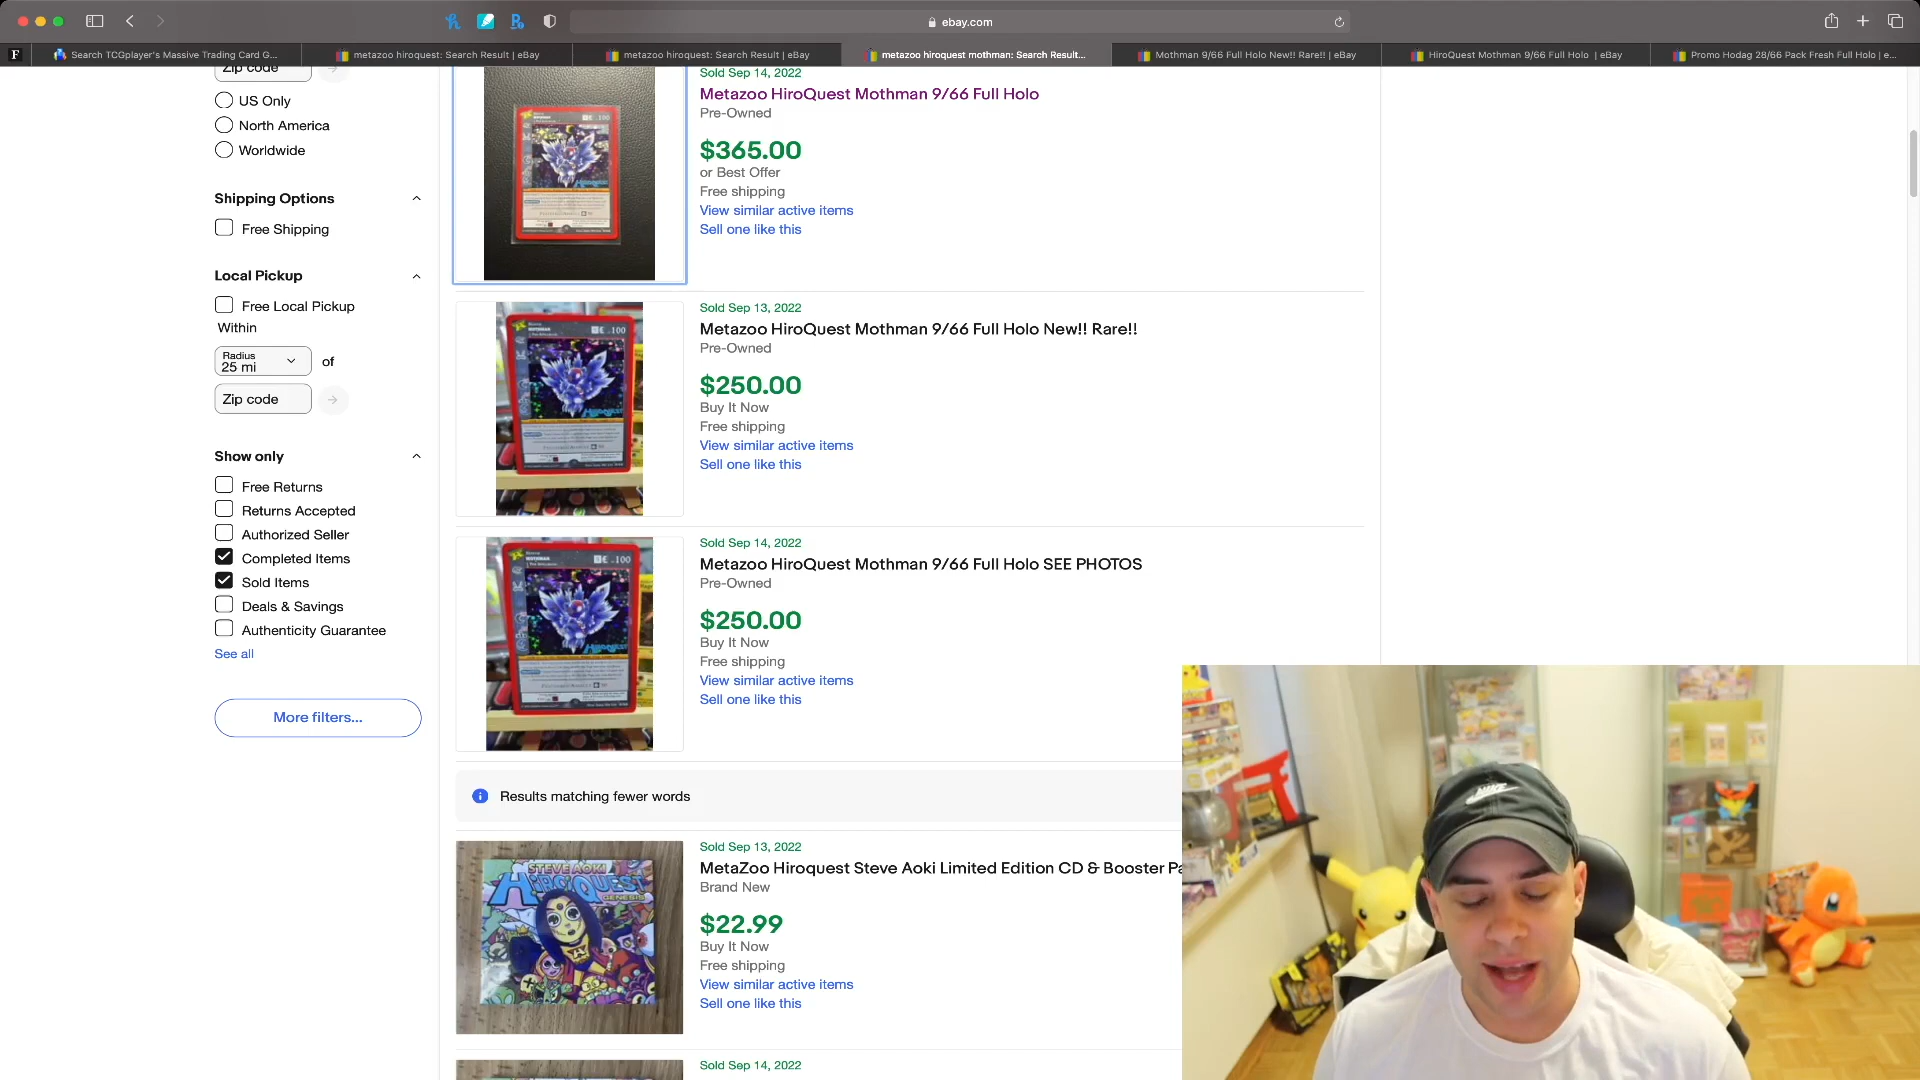 ebay.com
F
Search TCGplayer's Massive Trading Card G...
metazoo hiroquest: Search Result | eBay
metazoo hiroquest: Search Result | eBay
metazoo hiroquest mothman: Search Result...
Mothman 9/66 Full Holo New!! Rare!! | eBay
HiroQuest Mothman 9/66 Full Holo | eBay
Promo Hodag 28/66 Pack Fresh Full Holo | e...
Zip code
US Only
North America
Worldwide
Shipping Options
Free Shipping
Local Pickup
Free Local Pickup
Within
Radius
25 mi
of
Zip code
Show only
Free Returns
Returns Accepted
Authorized Seller
Completed Items
Sold Items
Deals & Savings
Authenticity Guarantee
See all
More filters...
Sold Sep 14, 2022
Metazoo HiroQuest Mothman 9/66 Full Holo
Pre-Owned
$365.00
or Best Offer
Free shipping
View similar active items
Sell one like this
Sold Sep 13, 2022
Metazoo HiroQuest Mothman 9/66 Full Holo New!! Rare!!
Pre-Owned
$250.00
Buy It Now
Free shipping
View similar active items
Sell one like this
Sold Sep 14, 2022
Metazoo HiroQuest Mothman 9/66 Full Holo SEE PHOTOS
Pre-Owned
$250.00
Buy It Now
Free shipping
View similar active items
Sell one like this
Results matching fewer words
STEVE AOKI
HIROQUEST
GENESIS
Sold Sep 13, 2022
MetaZoo Hiroquest Steve Aoki Limited Edition CD & Booster Pa
Brand New
$22.99
Buy It Now
Free shipping
View similar active items
Sell one like this
Sold Sep 14, 2022
NIKE